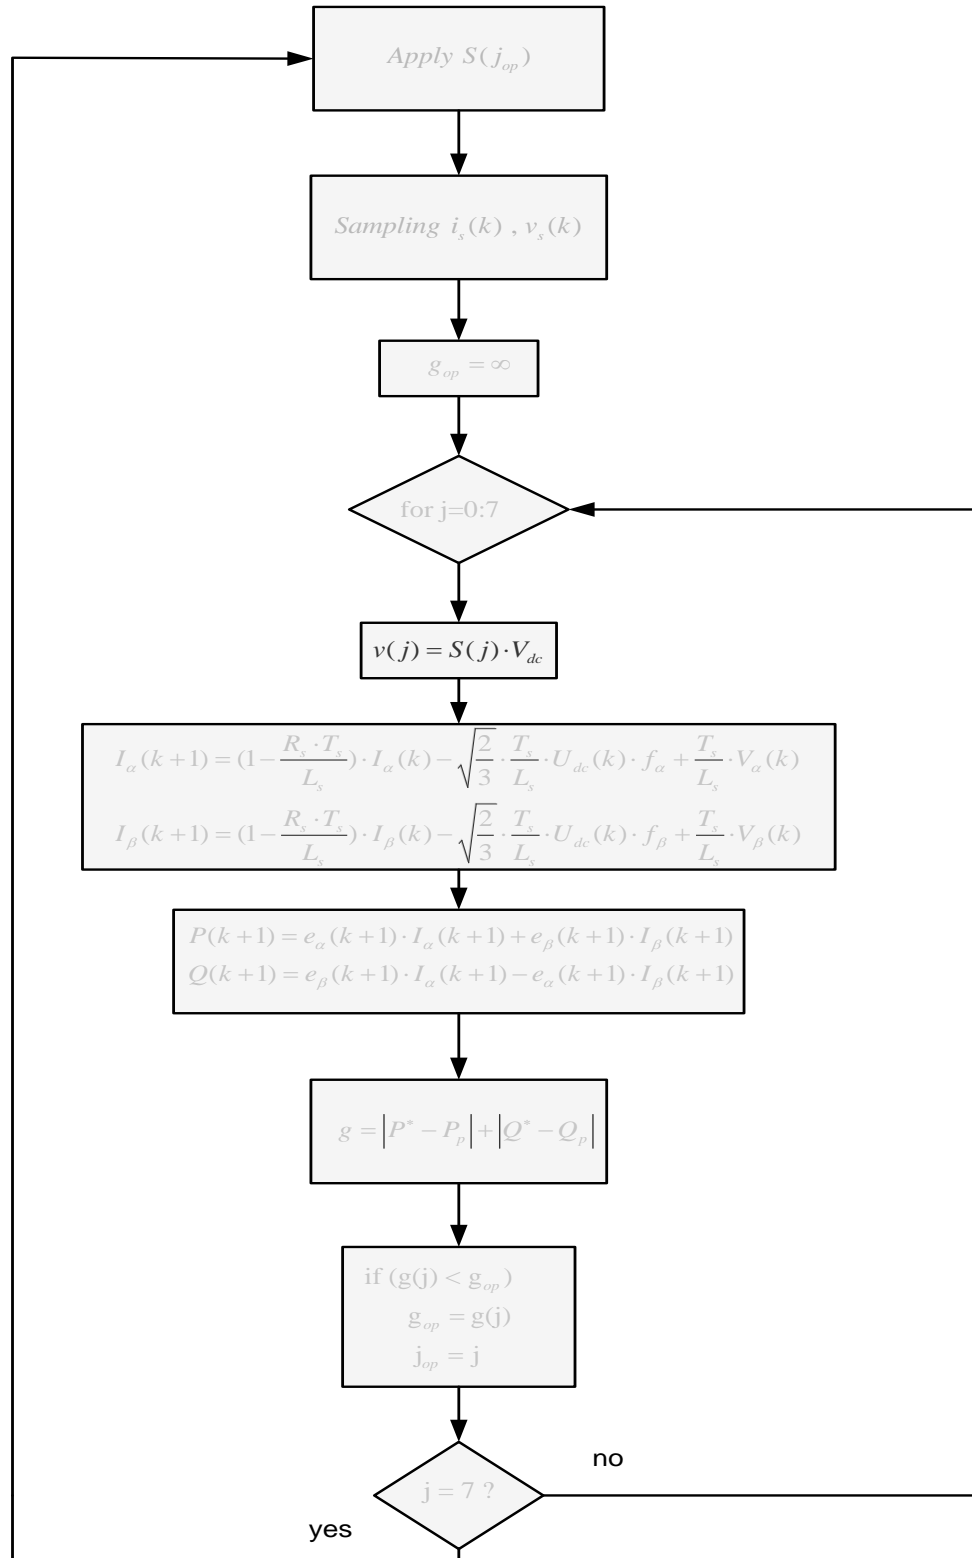 Apply S(j_op)
Sampling i_s(k) , v_s(k)
g_op = ∞
for j=0:7
v(j) = S(j)·V_dc
I_α(k+1) = (1−(R_s·T_s)/L_s)·I_α(k)−√(2/3)·T_s/L_s·U_dc(k)·f_α+T_s/L_s·V_α(k)
I_β(k+1) = (1−(R_s·T_s)/L_s)·I_β(k)−√(2/3)·T_s/L_s·U_dc(k)·f_β+T_s/L_s·V_β(k)
P(k+1) = e_α(k+1)·I_α(k+1)+e_β(k+1)·I_β(k+1)
Q(k+1) = e_β(k+1)·I_α(k+1)−e_α(k+1)·I_β(k+1)
g = |P^*−P_p|+|Q^*−Q_p|
if (g(j) < g_op)
g_op = g(j)
j_op = j
no
j = 7 ?
yes